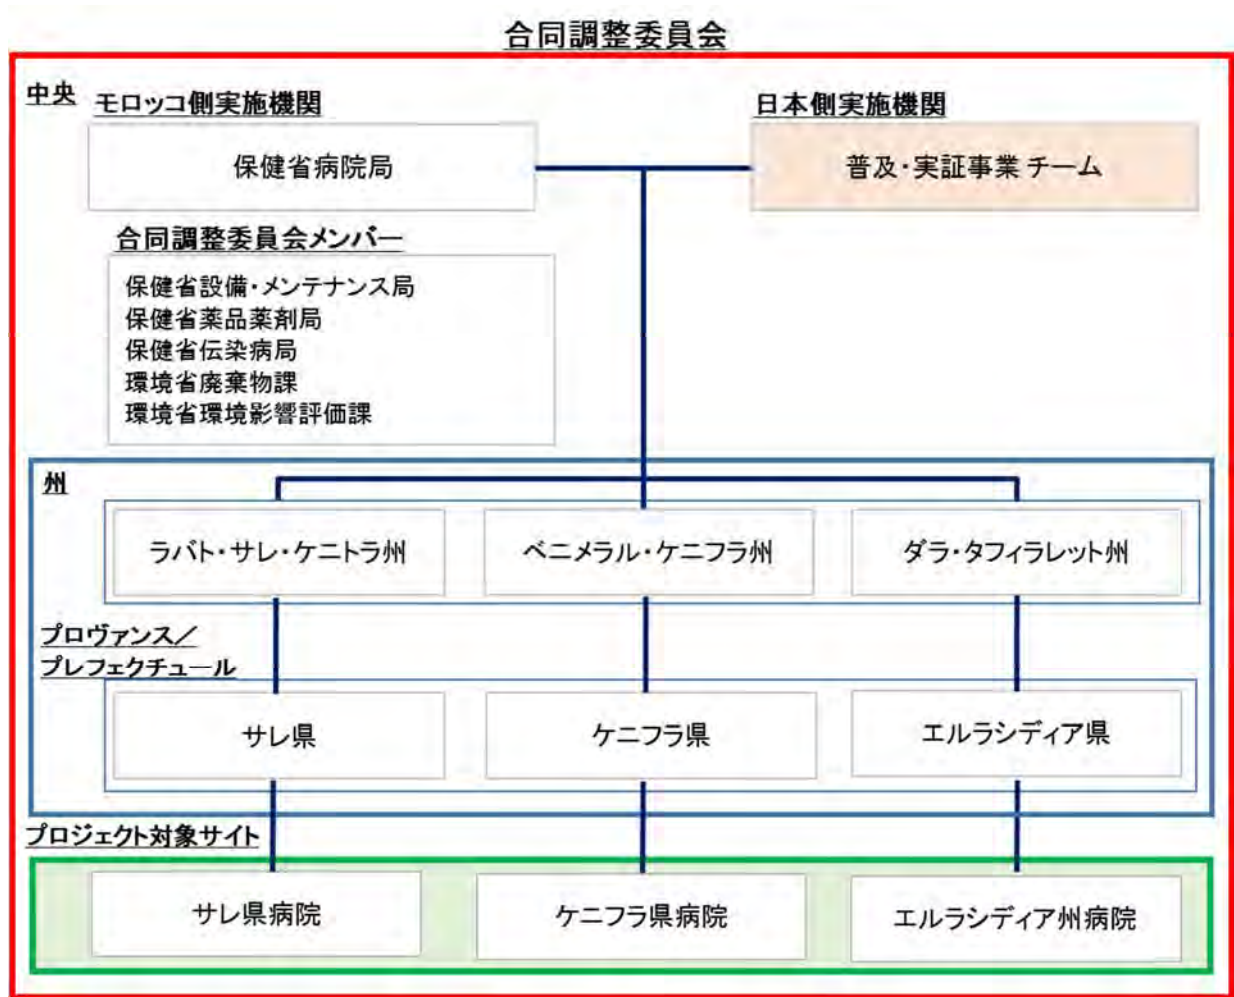 合同調整委員会
中央
モロッコ側実施機関
日本側実施機関
保健省病院局
普及・実証事業 チーム
合同調整委員会メンバー
保健省設備・メンテナンス局
保健省薬品薬剤局
保健省伝染病局
環境省廃棄物課
環境省環境影響評価課
州
ラバト・サレ・ケニトラ州
ベニメラル・ケニフラ州
ダラ・タフィラレット州
プロヴァンス／
プレフェクチュール
サレ県
ケニフラ県
エルラシディア県
プロジェクト対象サイト
サレ県病院
ケニフラ県病院
エルラシディア州病院